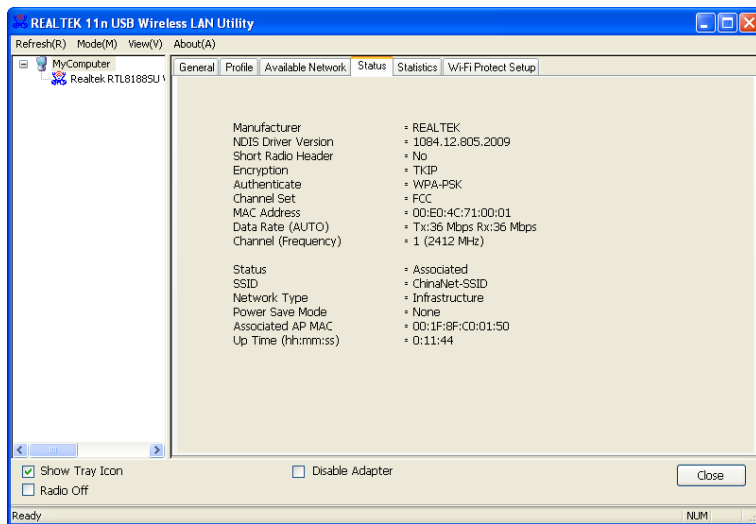 REALTEK 11n USB Wireless LAN Utility
Refresh(R) Mode(M) View(V) About(A)
MyComputer
Realtek RTL8188SU
General Profile Available Network Status Statistics Wi-Fi Protect Setup
Manufacturer = REALTEK
NDIS Driver Version = 1084.12.805.2009
Short Radio Header = No
Encryption = TKIP
Authenticate = WPA-PSK
Channel Set = FCC
MAC Address = 00:E0:4C:71:00:01
Data Rate (AUTO) = Tx:36 Mbps Rx:36 Mbps
Channel (Frequency) = 1 (2412 MHz)
Status = Associated
SSID = ChinaNet-SSID
Network Type = Infrastructure
Power Save Mode = None
Associated AP MAC = 00:1F:8F:C0:01:50
Up Time (hh:mm:ss) = 0:11:44
Show Tray Icon
Disable Adapter
Close
Radio Off
Ready NUM